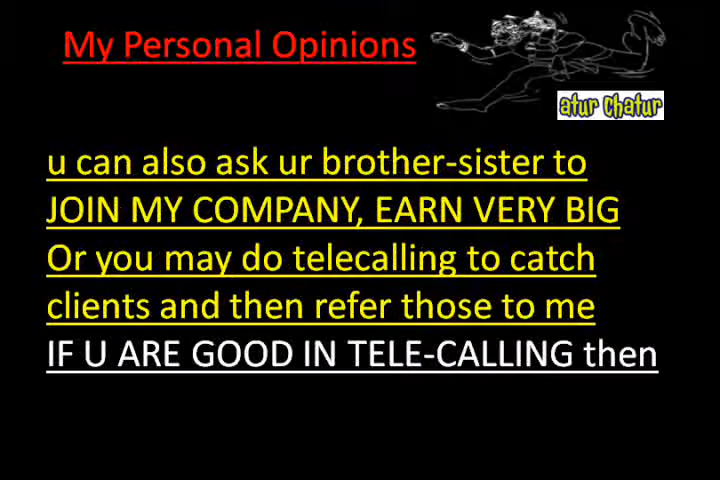 My Personal Opinions
atur Chatur
u can also ask ur brother-sister to
JOIN MY COMPANY, EARN VERY BIG
Or you may do telecalling to catch
clients and then refer those to me
IF U ARE GOOD IN TELE-CALLING then